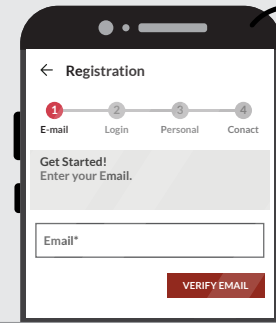 ← Registration
1 2 3 4
E-mail Login Personal Conact
Get Started!
Enter your Email.
Email*
VERIFY EMAIL